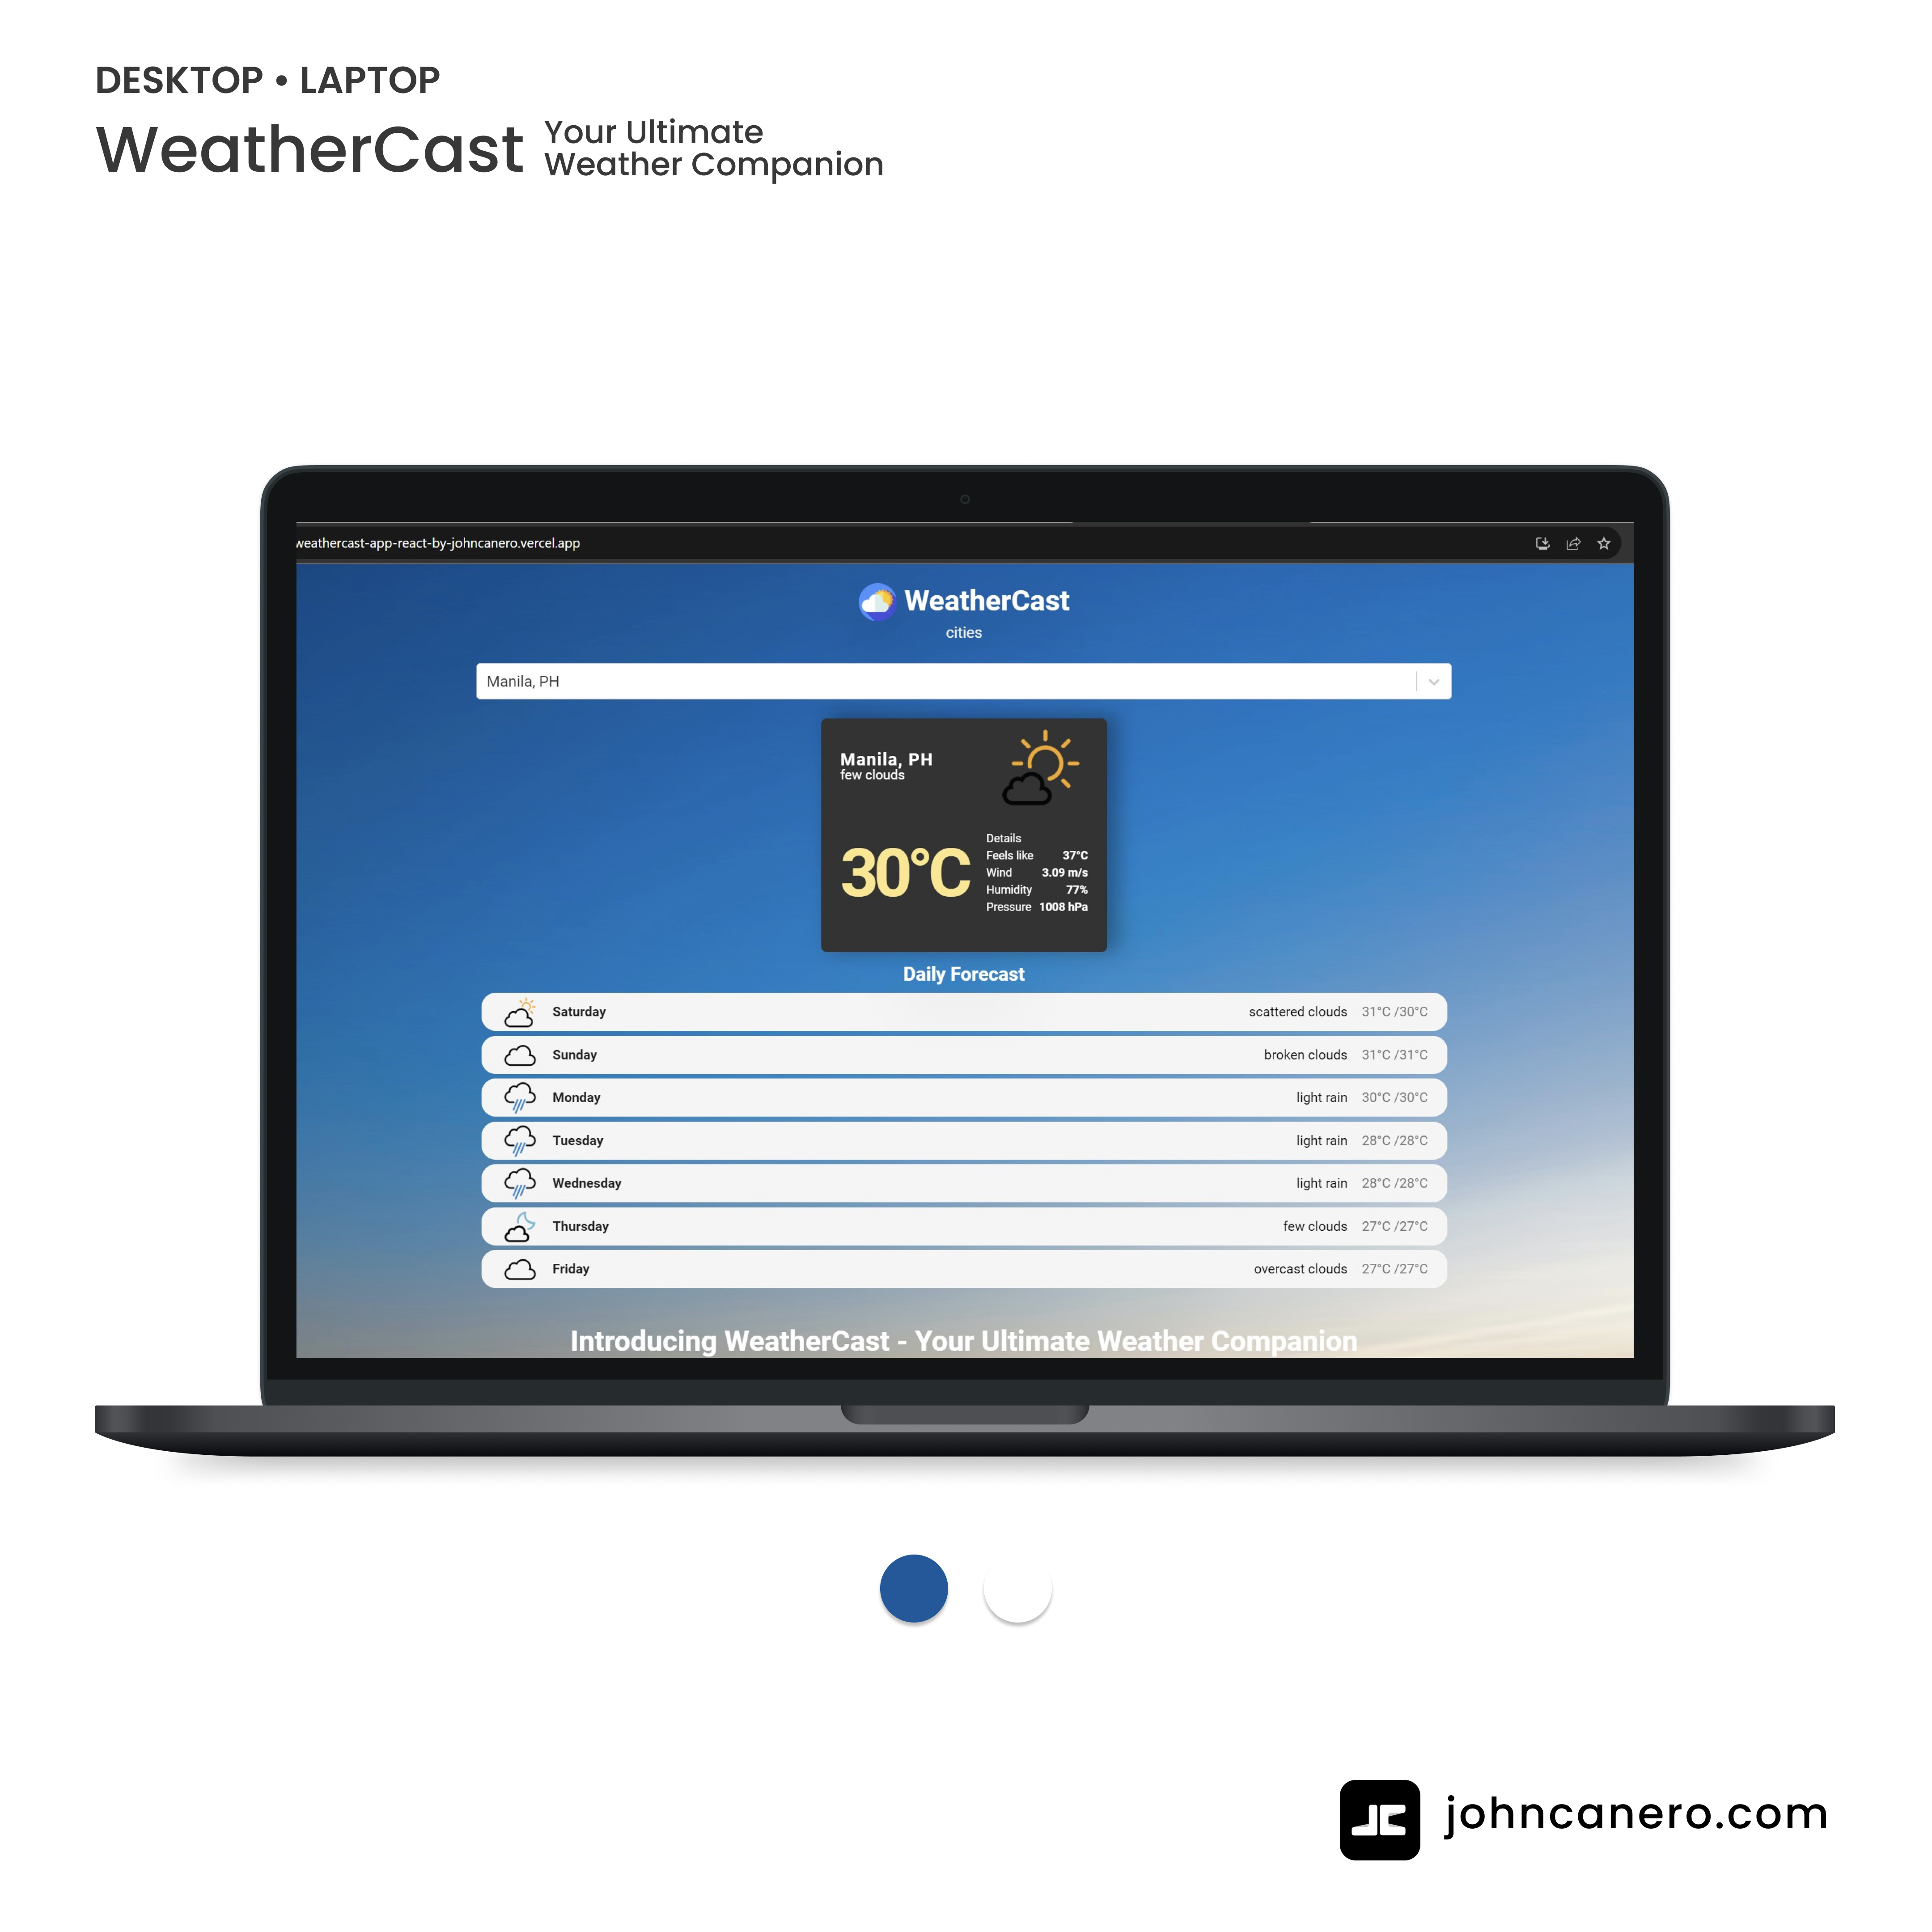 DESKTOP • LAPTOP
WeatherCast
Your Ultimate
Weather Companion
weathercast-app-react-by-johncanero.vercel.app
WeatherCast
cities
Manila, PH
Manila, PH
few clouds
30°C
Details
Feels like 37°C
Wind 3.09 m/s
Humidity 77%
Pressure 1008 hPa
Daily Forecast
Saturday scattered clouds 31°C /30°C
Sunday broken clouds 31°C /31°C
Monday light rain 30°C /30°C
Tuesday light rain 28°C /28°C
Wednesday light rain 28°C /28°C
Thursday few clouds 27°C /27°C
Friday overcast clouds 27°C /27°C
Introducing WeatherCast - Your Ultimate Weather Companion
JC
johncanero.com